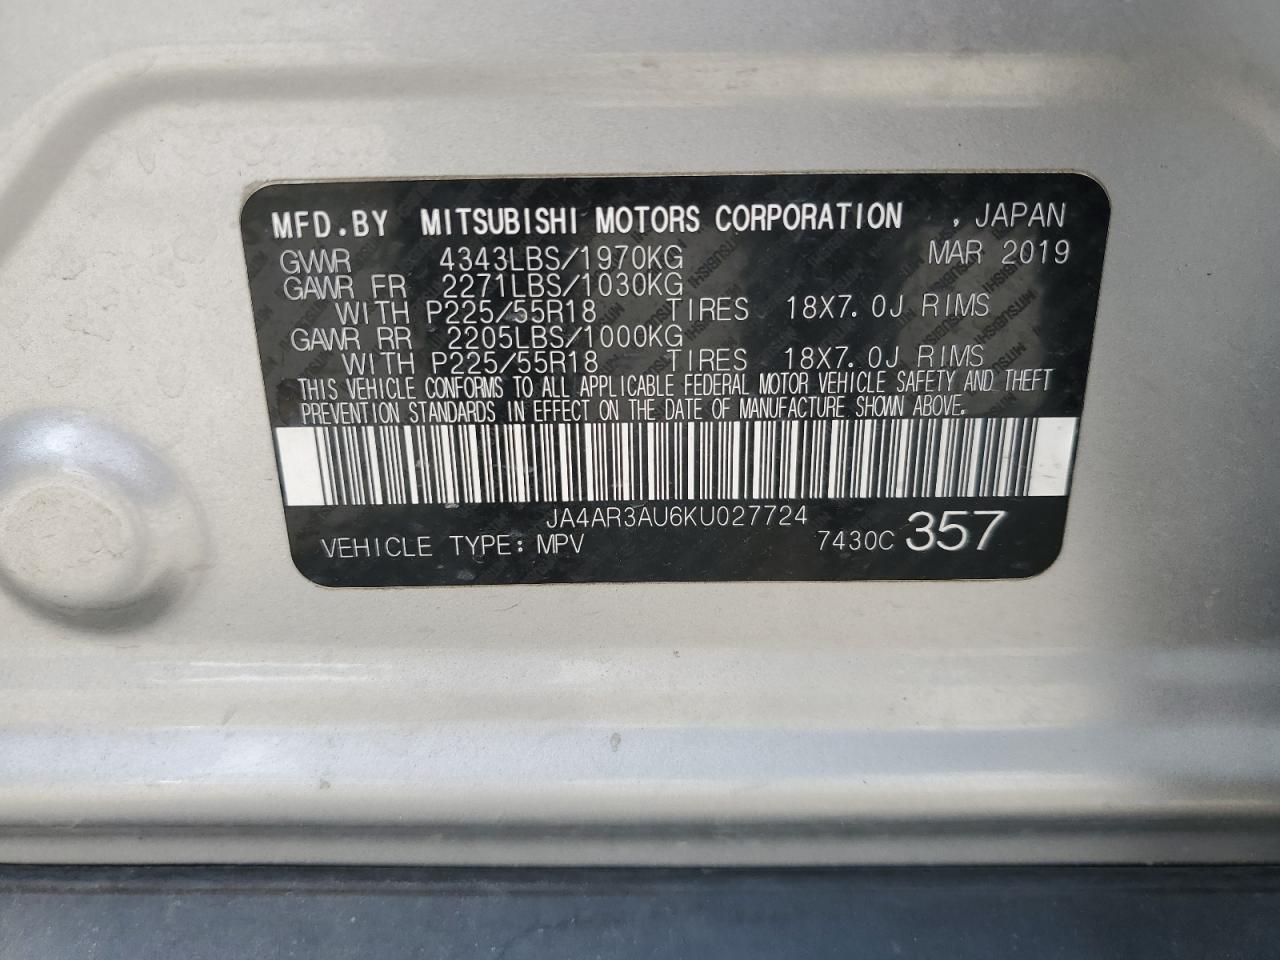 MFD.BY MITSUBISHI MOTORS CORPORATION , JAPAN
GVWR 4343LBS/1970KG MAR 2019
GAWR FR 2271LBS/1030KG
WITH P225/55R18 TIRES 18X7.0J RIMS
GAWR RR 2205LBS/1000KG
WITH P225/55R18 TIRES 18X7.0J RIMS
THIS VEHICLE CONFORMS TO ALL APPLICABLE FEDERAL MOTOR VEHICLE SAFETY AND THEFT
PREVENTION STANDARDS IN EFFECT ON THE DATE OF MANUFACTURE SHOWN ABOVE.
JA4AR3AU6KU027724
VEHICLE TYPE: MPV 7430C 357